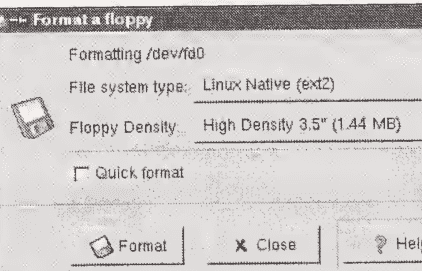 Format a floppy
Formatting /dev/fd0
File system type: Linux Native (ext2)
Floppy Density: High Density 3.5" (1.44 MB)
Quick format
Format
Close